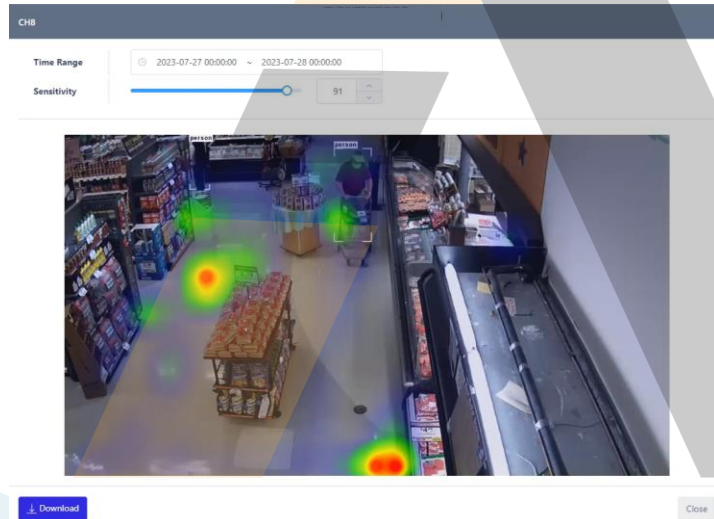 CH8
Time Range
2023-07-27 00:00:00 ~ 2023-07-28 00:00:00
Sensitivity
91
person
person
Download
Close